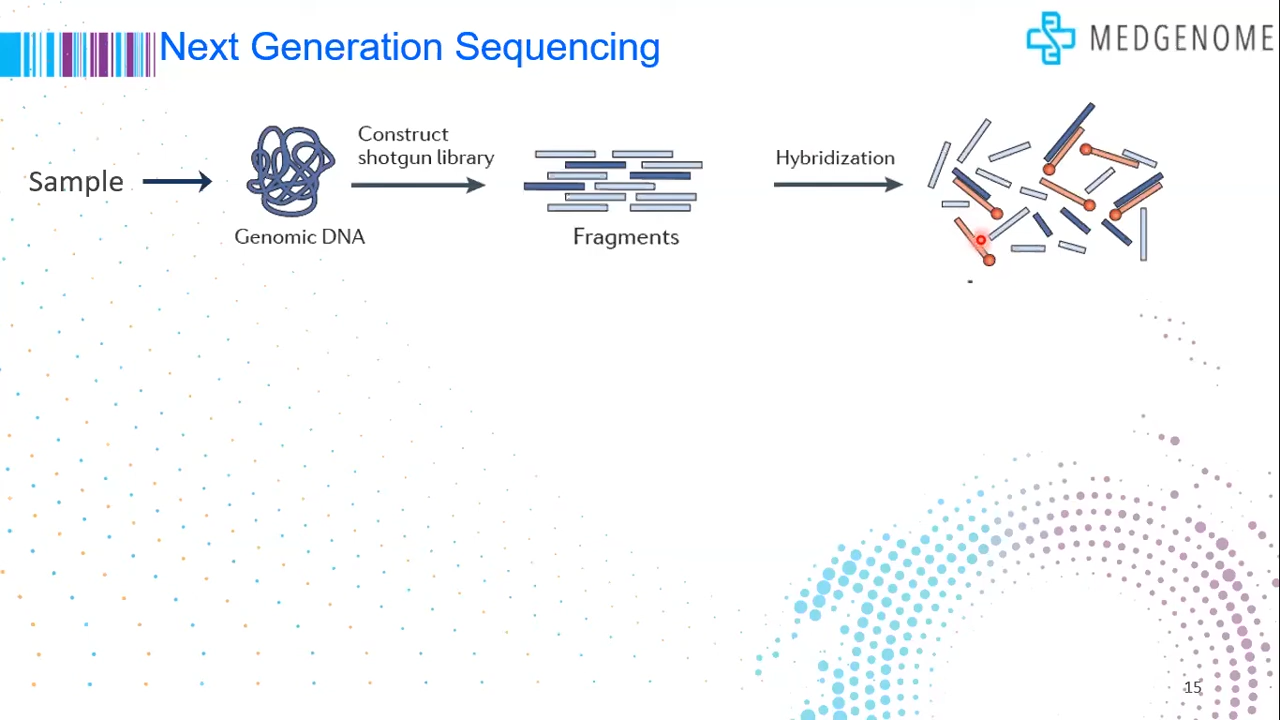 Next Generation Sequencing
MEDGENOME
Sample
Genomic DNA
Construct
shotgun library
Fragments
Hybridization
-
15